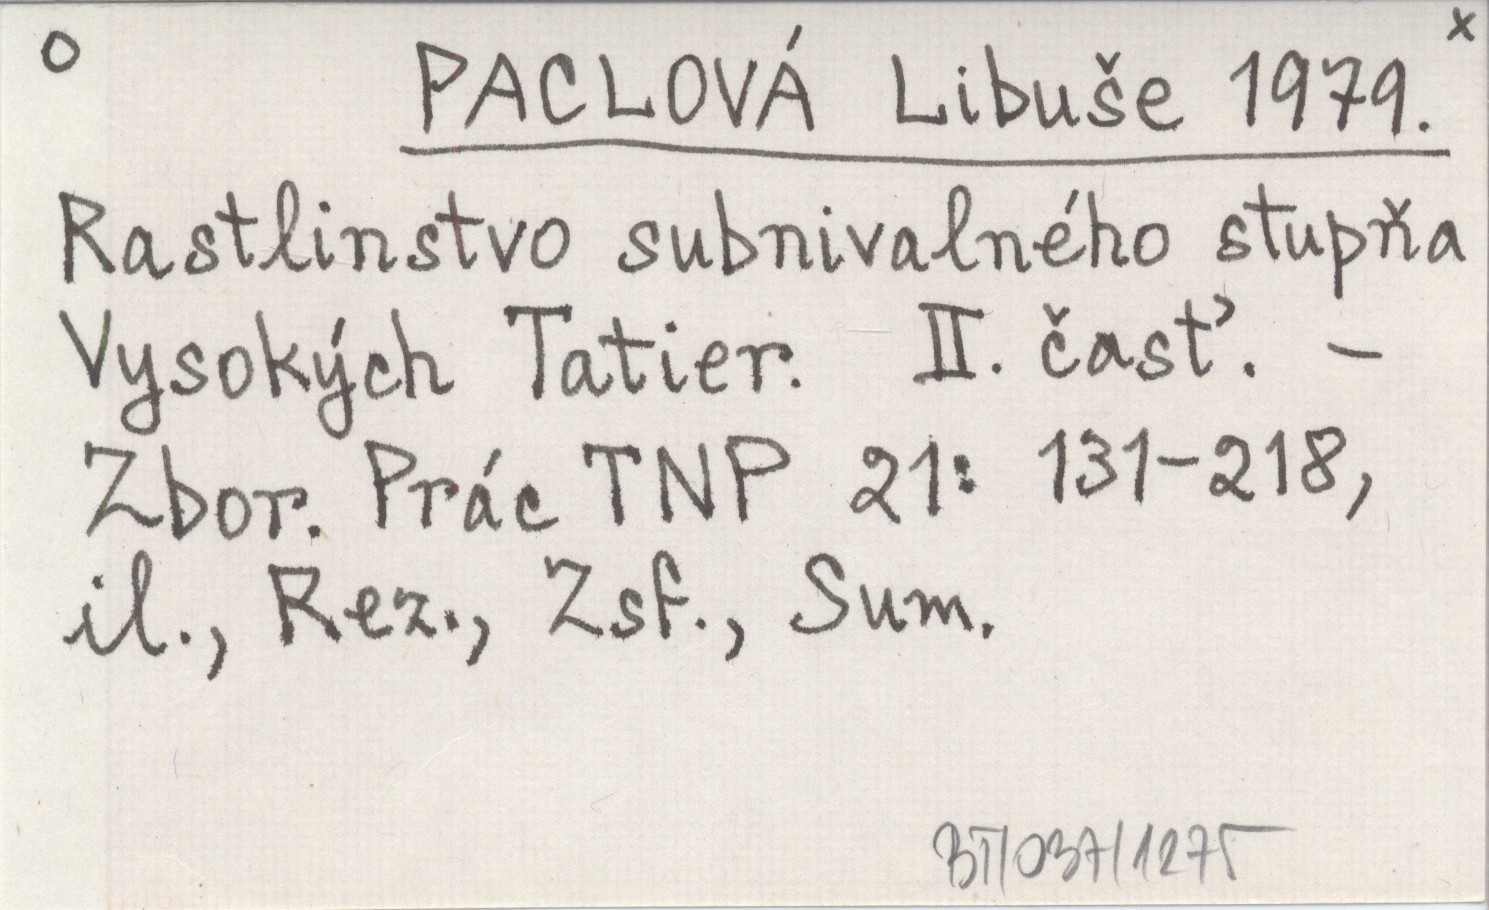 o
x
PACLOVÁ Libuše 1979.
Rastlinstvo subnivalného stupňa
Vysokých Tatier. II. časť. –
Zbor. Prác TNP 21: 131-218,
il., Rez., Zsf., Sum.
BT/037/1275